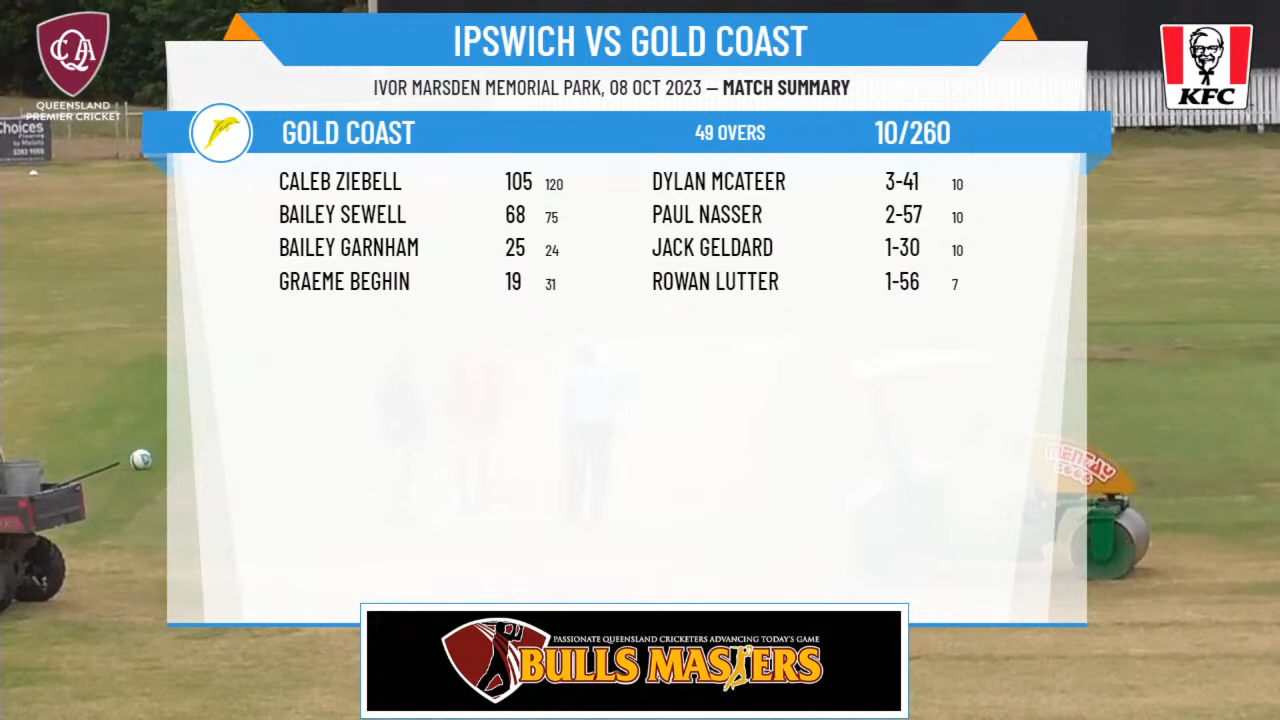 IPSWICH VS GOLD COAST
IVOR MARSDEN MEMORIAL PARK, 08 OCT 2023 – MATCH SUMMARY
QUEENSLAND
PREMIER CRICKET
KFC
Choices
GOLD COAST 49 OVERS 10/260
CALEB ZIEBELL 105 120 DYLAN MCATEER 3-41 10
BAILEY SEWELL 68 75 PAUL NASSER 2-57 10
BAILEY GARNHAM 25 24 JACK GELDARD 1-30 10
GRAEME BEGHIN 19 31 ROWAN LUTTER 1-56 7
PASSIONATE QUEENSLAND CRICKETERS ADVANCING TODAY'S GAME
BULLS MASTERS